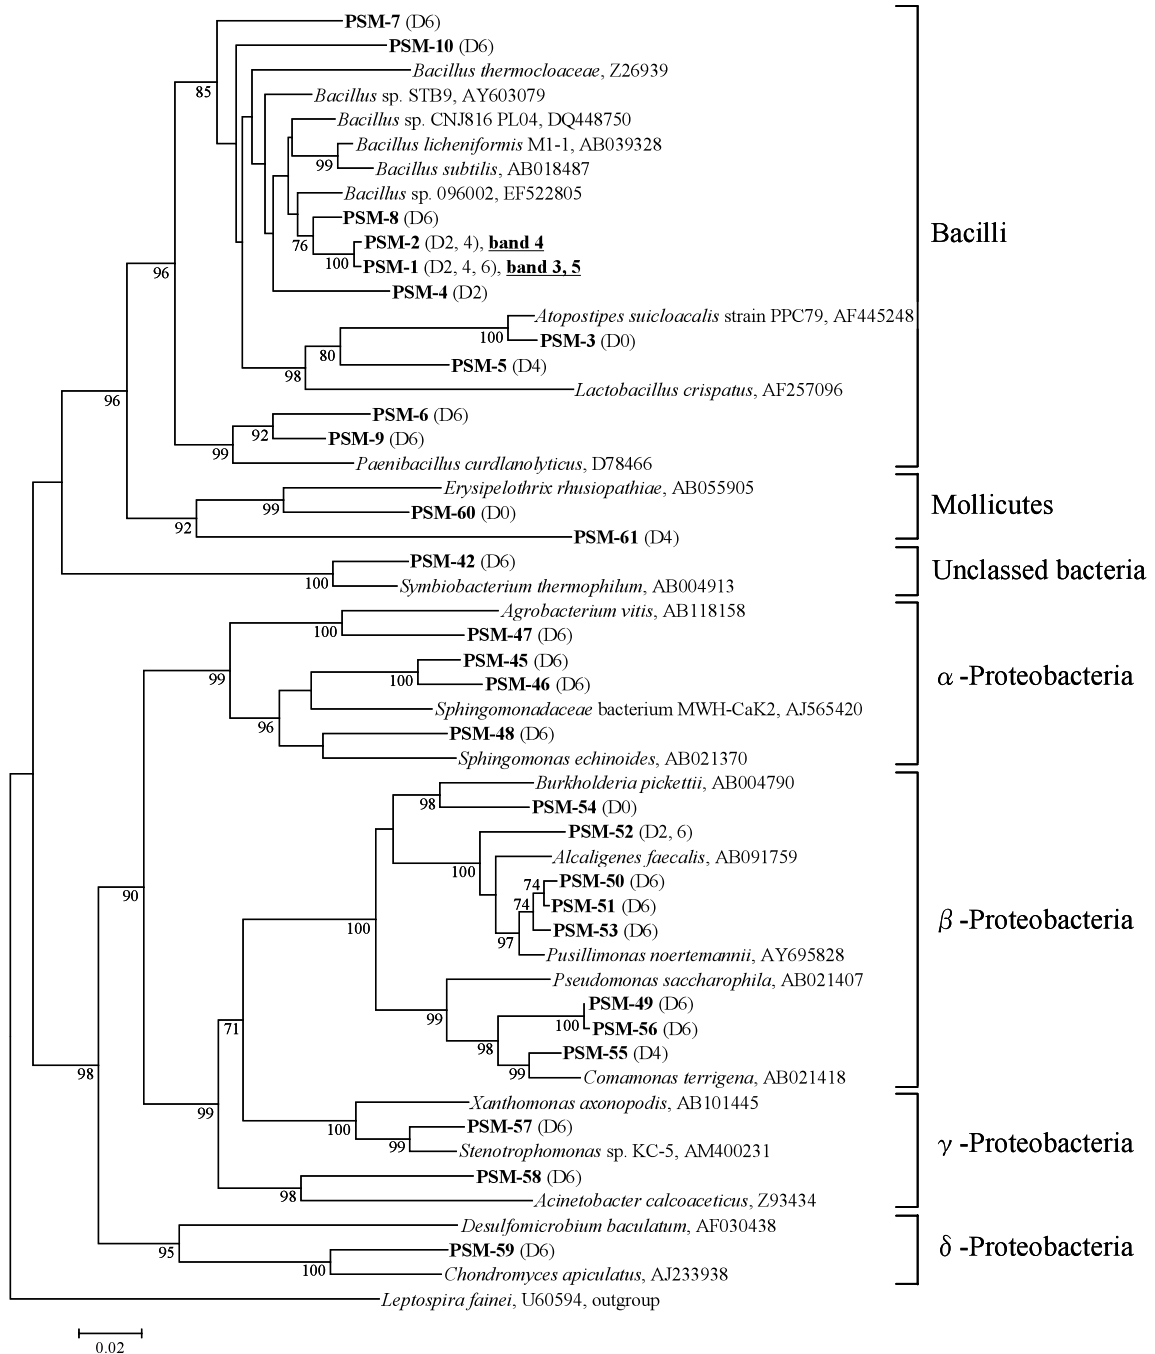 PSM-7 (D6)
PSM-10 (D6)
Bacillus thermocloaceae, Z26939
85
Bacillus sp. STB9, AY603079
Bacillus sp. CNJ816 PL04, DQ448750
Bacillus licheniformis M1-1, AB039328
99
Bacillus subtilis, AB018487
Bacillus sp. 096002, EF522805
PSM-8 (D6)
Bacilli
76
PSM-2 (D2, 4), band 4
100
PSM-1 (D2, 4, 6), band 3, 5
96
PSM-4 (D2)
Atopostipes suicloacalis strain PPC79, AF445248
100
PSM-3 (D0)
80
PSM-5 (D4)
98
Lactobacillus crispatus, AF257096
96
PSM-6 (D6)
92
PSM-9 (D6)
99
Paenibacillus curdlanolyticus, D78466
Erysipelothrix rhusiopathiae, AB055905
99
PSM-60 (D0)
Mollicutes
92
PSM-61 (D4)
PSM-42 (D6)
Unclassed bacteria
100
Symbiobacterium thermophilum, AB004913
Agrobacterium vitis, AB118158
100
PSM-47 (D6)
PSM-45 (D6)
99
100
PSM-46 (D6)
α -Proteobacteria
Sphingomonadaceae bacterium MWH-CaK2, AJ565420
96
PSM-48 (D6)
Sphingomonas echinoides, AB021370
Burkholderia pickettii, AB004790
98
PSM-54 (D0)
PSM-52 (D2, 6)
Alcaligenes faecalis, AB091759
100
74
PSM-50 (D6)
90
74
PSM-51 (D6)
β -Proteobacteria
100
PSM-53 (D6)
97
Pusillimonas noertemannii, AY695828
Pseudomonas saccharophila, AB021407
PSM-49 (D6)
99
100
PSM-56 (D6)
71
98
PSM-55 (D4)
98
99
Comamonas terrigena, AB021418
Xanthomonas axonopodis, AB101445
99
100
PSM-57 (D6)
99
Stenotrophomonas sp. KC-5, AM400231
γ -Proteobacteria
PSM-58 (D6)
98
Acinetobacter calcoaceticus, Z93434
Desulfomicrobium baculatum, AF030438
95
PSM-59 (D6)
δ -Proteobacteria
100
Chondromyces apiculatus, AJ233938
Leptospira fainei, U60594, outgroup
0.02